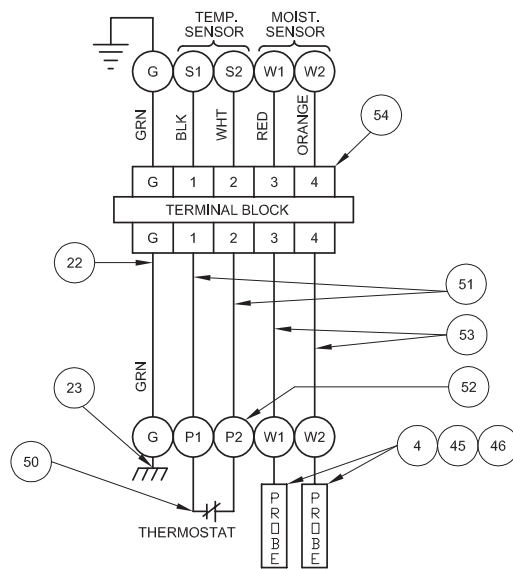 TEMP. SENSOR
MOIST. SENSOR
G S1 S2 W1 W2
GRN BLK WHT RED ORANGE
54
G 1 2 3 4
TERMINAL BLOCK
G 1 2 3 4
22
51
53
GRN
23
52
G P1 P2 W1 W2
4 45 46
50
THERMOSTAT
PROBE
PROBE